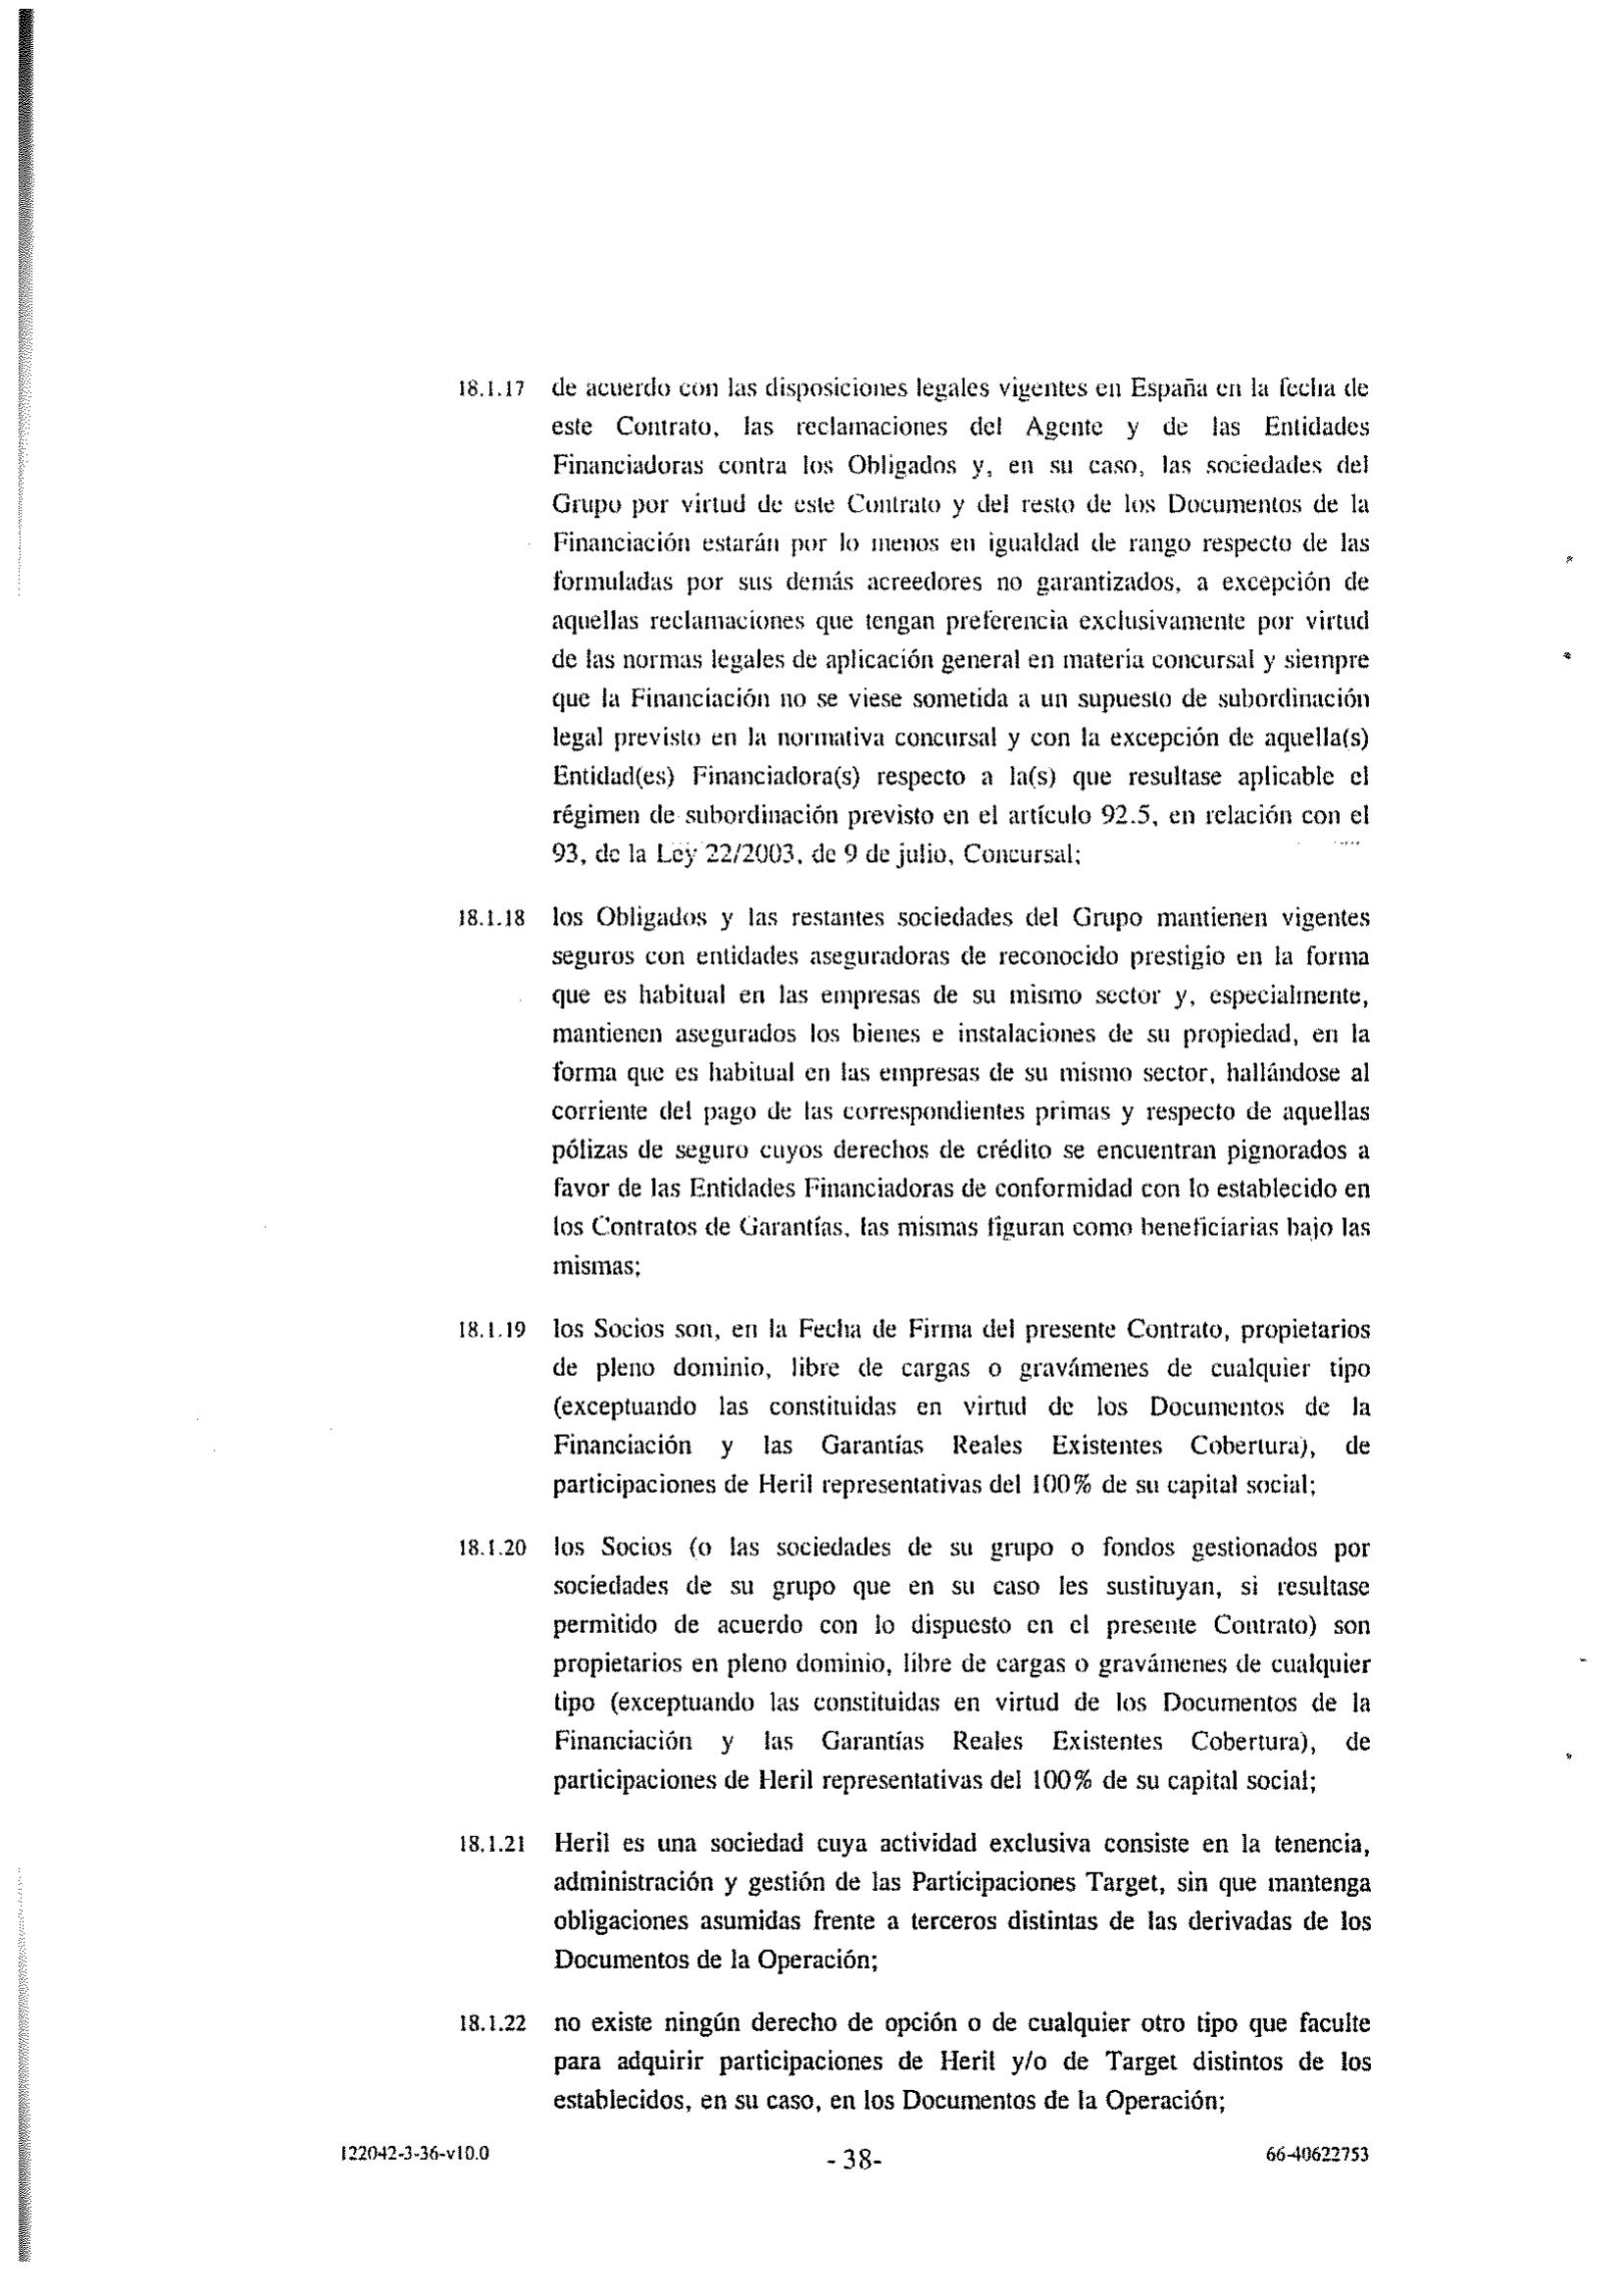 18.1.17 de acuerdo con las disposiciones legales vigentes en España en la fecha de
este Contrato, las reclamaciones del Agente y de las Entidades
Financiadoras contra los Obligados y, en su caso, las sociedades del
Grupo por virtud de este Contrato y del resto de los Documentos de la
Financiación estarán por lo menos en igualdad de rango respecto de las
formuladas por sus demás acreedores no garantizados, a excepción de
aquellas reclamaciones que tengan preferencia exclusivamente por virtud
de las normas legales de aplicación general en materia concursal y siempre
que la Financiación no se viese sometida a un supuesto de subordinación
legal previsto en la normativa concursal y con la excepción de aquella(s)
Entidad(es) Financiadora(s) respecto a la(s) que resultase aplicable el
régimen de subordinación previsto en el artículo 92.5, en relación con el
93, de la Ley 22/2003, de 9 de julio, Concursal;
18.1.18 los Obligados y las restantes sociedades del Grupo mantienen vigentes
seguros con entidades aseguradoras de reconocido prestigio en la forma
que es habitual en las empresas de su mismo sector y, especialmente,
mantienen asegurados los bienes e instalaciones de su propiedad, en la
forma que es habitual en las empresas de su mismo sector, hallándose al
corriente del pago de las correspondientes primas y respecto de aquellas
pólizas de seguro cuyos derechos de crédito se encuentran pignorados a
favor de las Entidades Financiadoras de conformidad con lo establecido en
los Contratos de Garantías, las mismas figuran como beneficiarias bajo las
mismas;
18.1.19 los Socios son, en la Fecha de Firma del presente Contrato, propietarios
de pleno dominio, libre de cargas o gravámenes de cualquier tipo
(exceptuando las constituidas en virtud de los Documentos de la
Financiación y las Garantías Reales Existentes Cobertura), de
participaciones de Heril representativas del 100% de su capital social;
18.1.20 los Socios (o las sociedades de su grupo o fondos gestionados por
sociedades de su grupo que en su caso les sustituyan, si resultase
permitido de acuerdo con lo dispuesto en el presente Contrato) son
propietarios en pleno dominio, libre de cargas o gravámenes de cualquier
tipo (exceptuando las constituidas en virtud de los Documentos de la
Financiación y las Garantías Reales Existentes Cobertura), de
participaciones de Heril representativas del 100% de su capital social;
18.1.21 Heril es una sociedad cuya actividad exclusiva consiste en la tenencia,
administración y gestión de las Participaciones Target, sin que mantenga
obligaciones asumidas frente a terceros distintas de las derivadas de los
Documentos de la Operación;
18.1.22 no existe ningún derecho de opción o de cualquier otro tipo que faculte
para adquirir participaciones de Heril y/o de Target distintos de los
establecidos, en su caso, en los Documentos de la Operación;
122042-3-36-v10.0 -38- 66-40622753